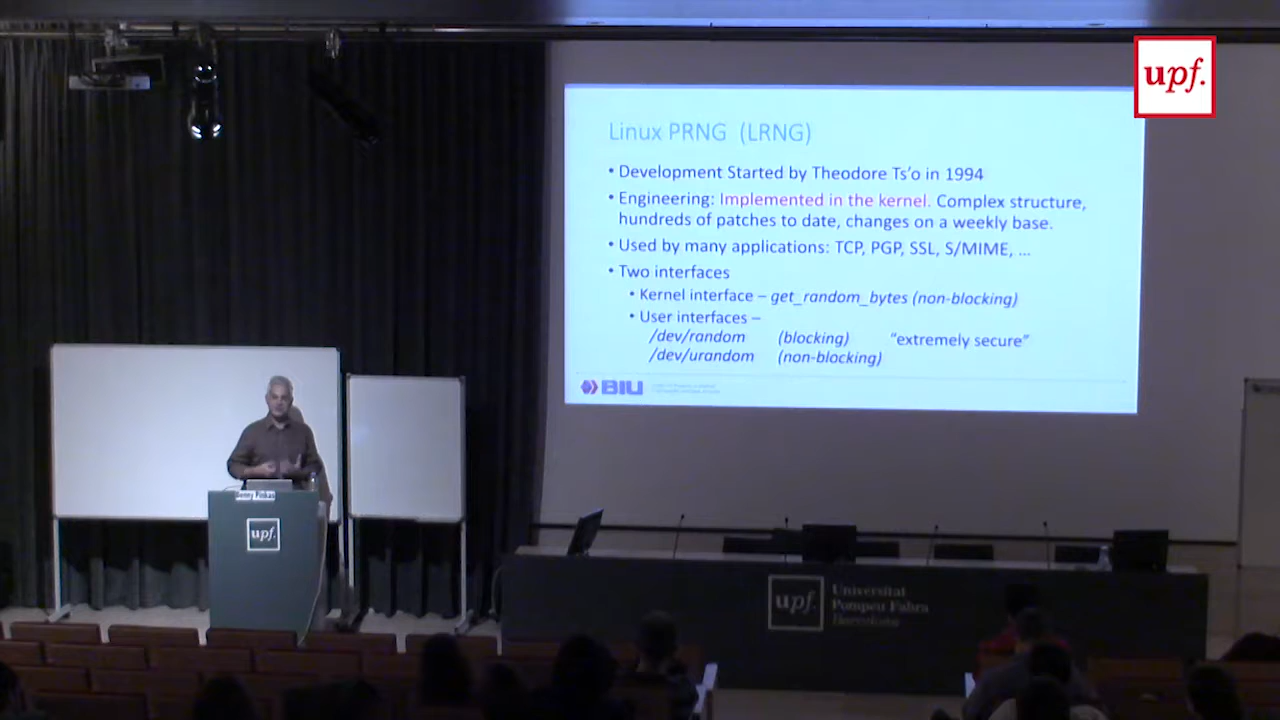 upf.
Linux PRNG (LRNG)
• Development Started by Theodore Ts'o in 1994
• Engineering: Implemented in the kernel. Complex structure,
hundreds of patches to date, changes on a weekly base.
• Used by many applications: TCP, PGP, SSL, S/MIME, ...
• Two interfaces
• Kernel interface – get_random_bytes (non-blocking)
• User interfaces –
/dev/random (blocking) "extremely secure"
/dev/urandom (non-blocking)
BIU
Benny Pinkas
upf.
upf.
Universitat
Pompeu Fabra
Barcelona